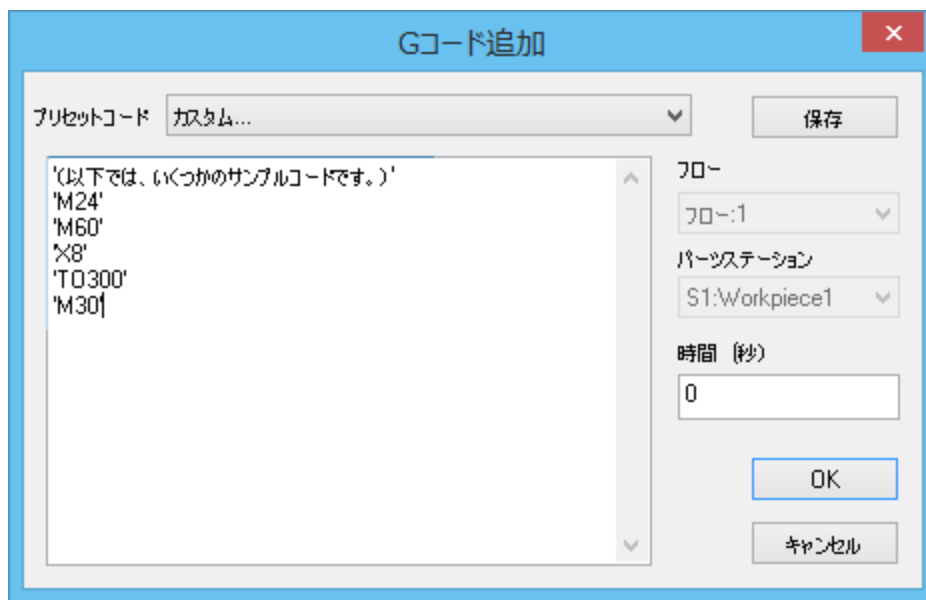 Gコード追加
プリセットコード カスタム... 保存
'(以下では、いくつかのサンプルコードです。)'
'M24'
'M60'
'X8'
'T0300'
'M30'
フロー
フロー:1
パーツステーション
S1:Workpiece1
時間 (秒)
0
OK
キャンセル